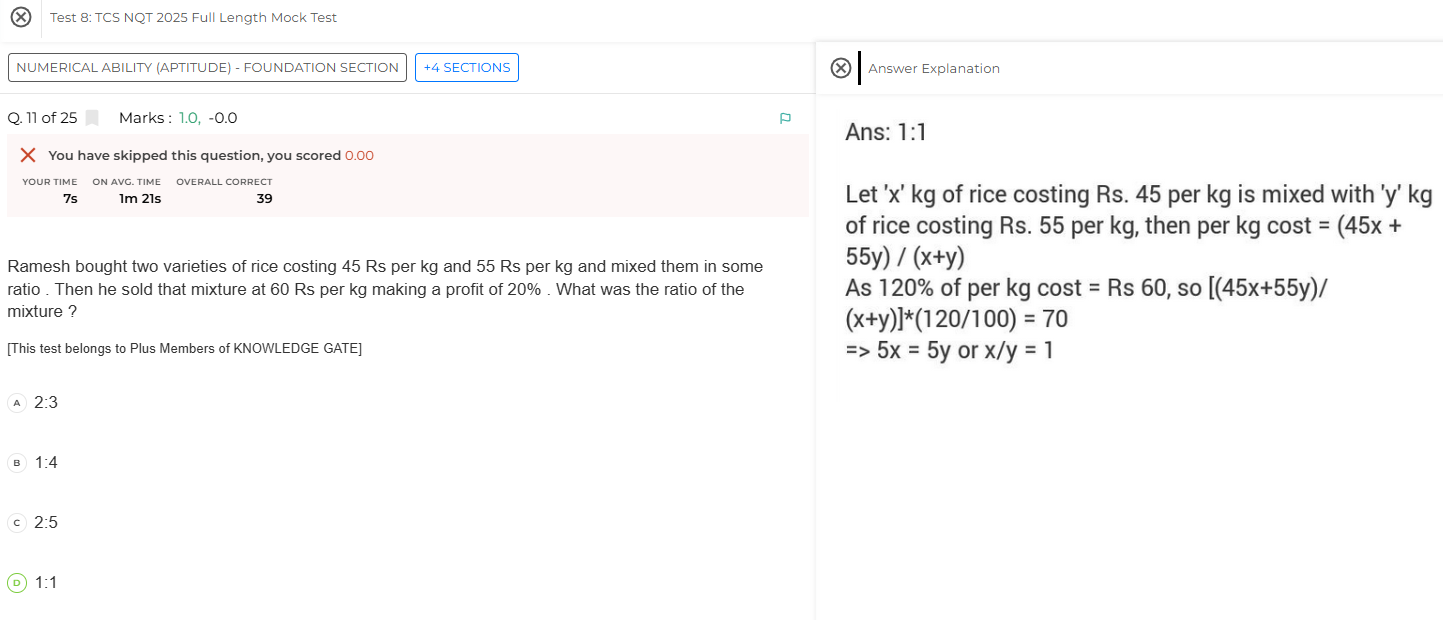 Test 8: TCS NQT 2025 Full Length Mock Test
NUMERICAL ABILITY (APTITUDE) - FOUNDATION SECTION
+4 SECTIONS
Q. 11 of 25
Marks : 1.0, -0.0
You have skipped this question, you scored 0.00
YOUR TIME ON AVG. TIME OVERALL CORRECT
7s 1m 21s 39
Ramesh bought two varieties of rice costing 45 Rs per kg and 55 Rs per kg and mixed them in some
ratio . Then he sold that mixture at 60 Rs per kg making a profit of 20% . What was the ratio of the
mixture ?
[This test belongs to Plus Members of KNOWLEDGE GATE]
A 2:3
B 1:4
C 2:5
D 1:1
Answer Explanation
Ans: 1:1
Let 'x' kg of rice costing Rs. 45 per kg is mixed with 'y' kg
of rice costing Rs. 55 per kg, then per kg cost = (45x +
55y) / (x+y)
As 120% of per kg cost = Rs 60, so [(45x+55y)/
(x+y)]*(120/100) = 70
=> 5x = 5y or x/y = 1